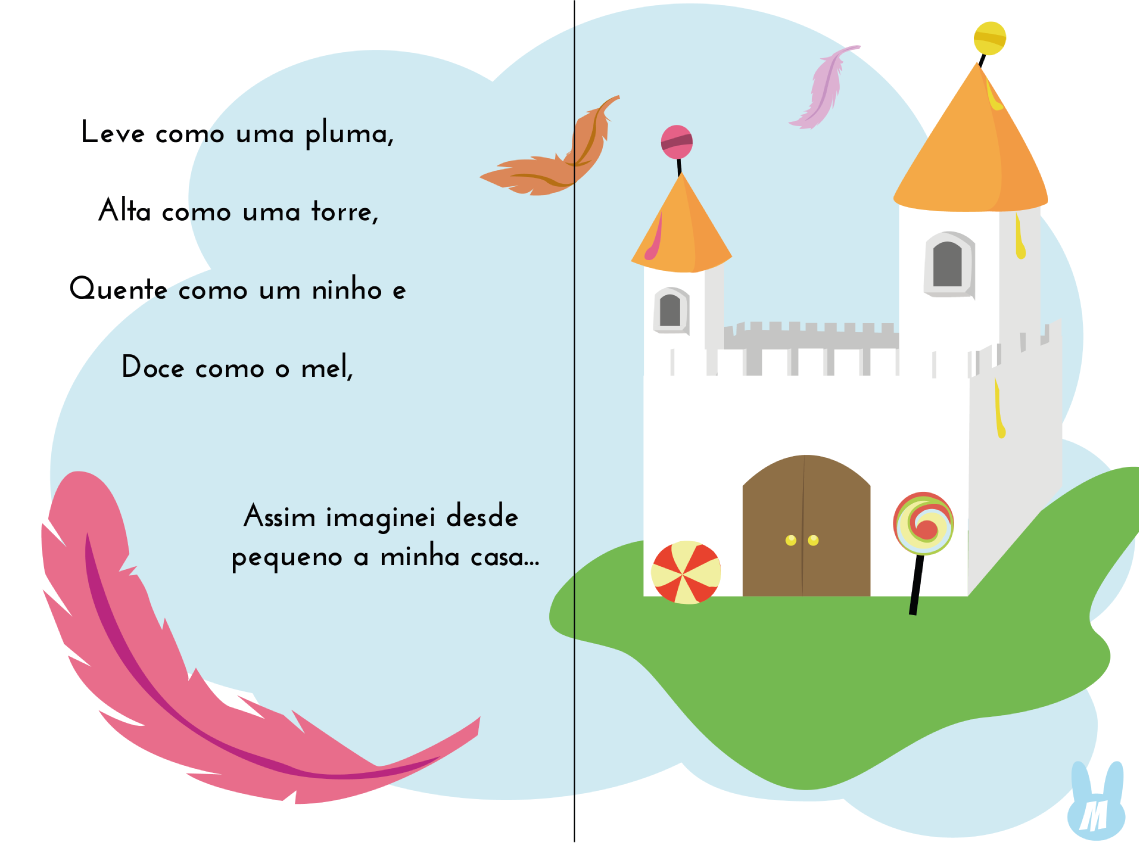 Leve como uma pluma,
Alta como uma torre,
Quente como um ninho e
Doce como o mel,
Assim imaginei desde
pequeno a minha casa...
M